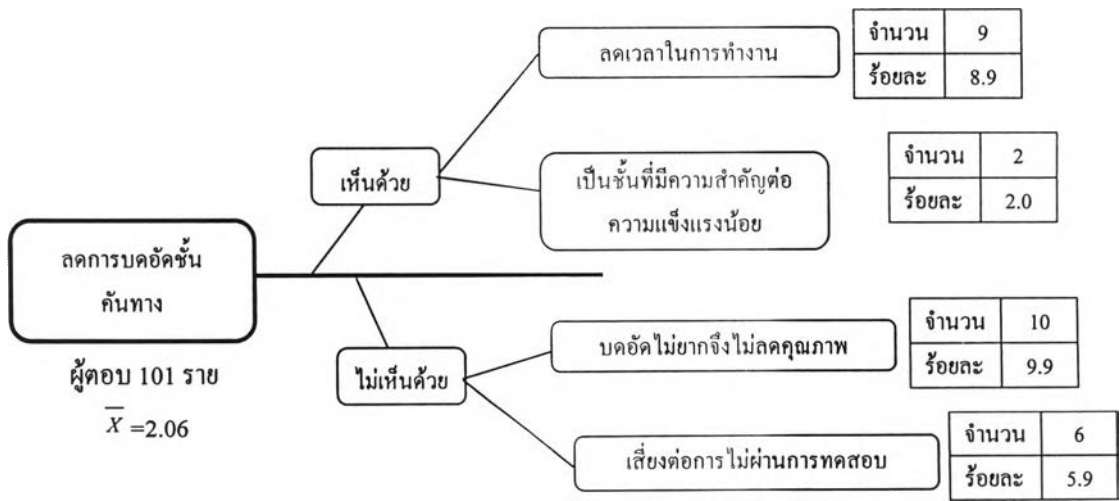 ลดการบดอัดชั้น
คันทาง
ผู้ตอบ 101 ราย
X̄ =2.06
เห็นด้วย
ลดเวลาในการทำงาน
จำนวน 9
ร้อยละ 8.9
เป็นชั้นที่มีความสำคัญต่อ
ความแข็งแรงน้อย
จำนวน 2
ร้อยละ 2.0
ไม่เห็นด้วย
บดอัดไม่ยากจึงไม่ลดคุณภาพ
จำนวน 10
ร้อยละ 9.9
เสี่ยงต่อการไม่ผ่านการทดสอบ
จำนวน 6
ร้อยละ 5.9